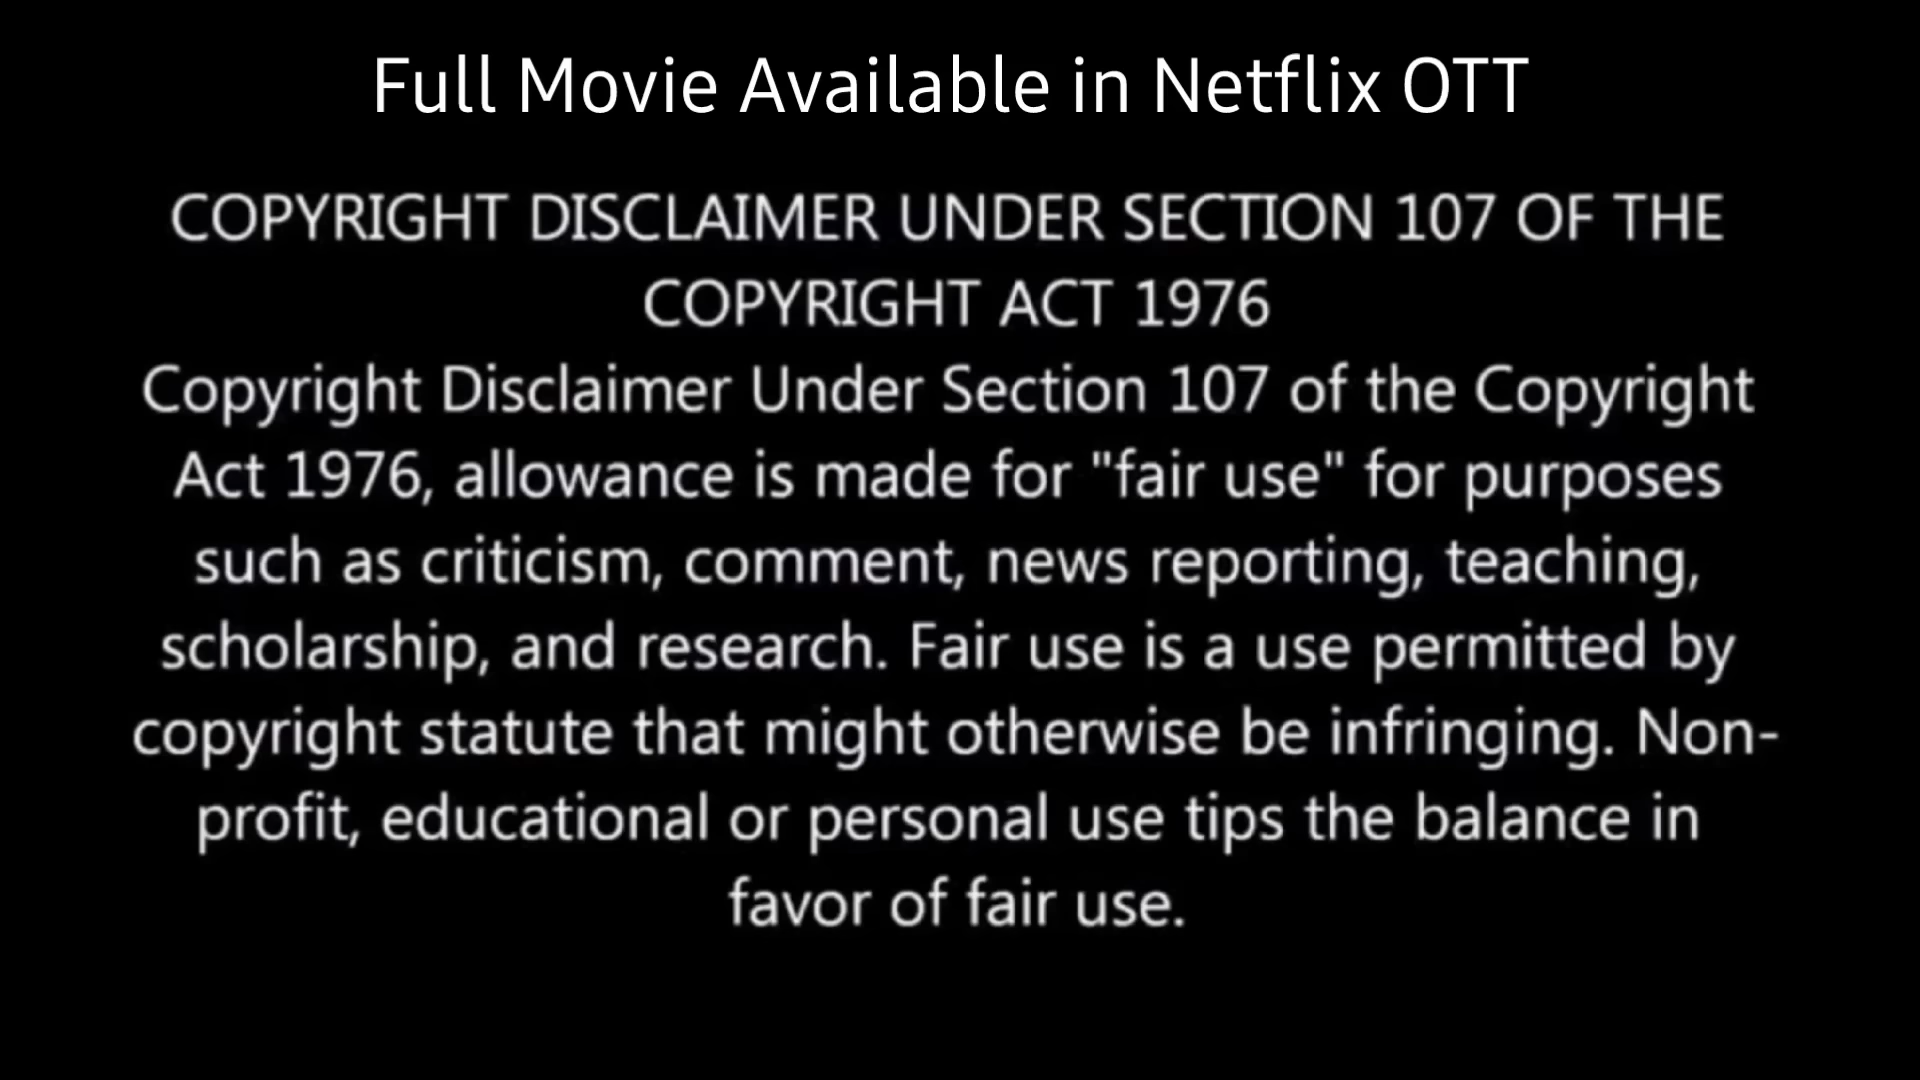 Full Movie Available in Netflix OTT
COPYRIGHT DISCLAIMER UNDER SECTION 107 OF THE
COPYRIGHT ACT 1976
Copyright Disclaimer Under Section 107 of the Copyright
Act 1976, allowance is made for "fair use" for purposes
such as criticism, comment, news reporting, teaching,
scholarship, and research. Fair use is a use permitted by
copyright statute that might otherwise be infringing. Non-
profit, educational or personal use tips the balance in
favor of fair use.